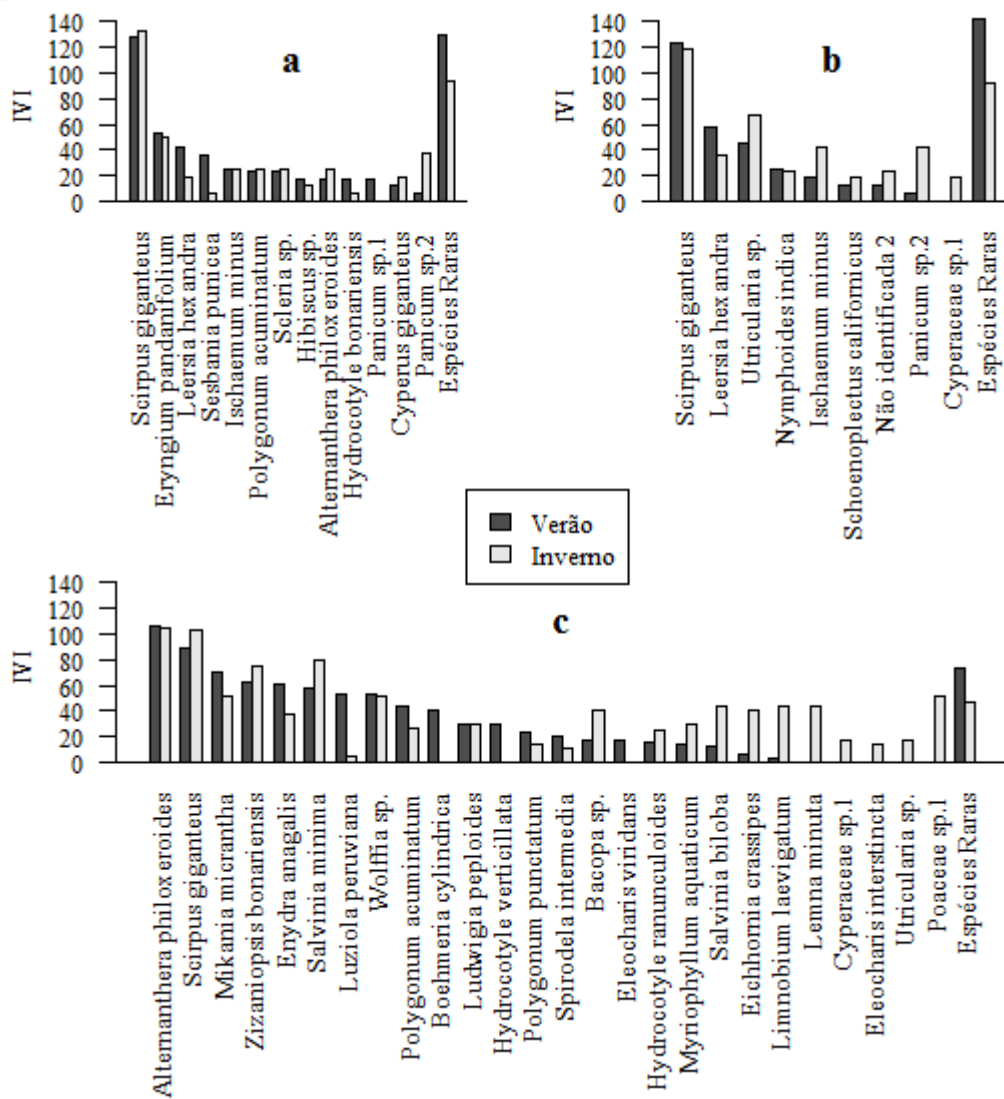 a
IVI
140
120
100
80
60
40
20
0
Scirpus giganteus
Eryngium pandanifolium
Leersia hexandra
Sesbania punicea
Ischaemum minus
Polygonum acuminatum
Scleria sp.
Hibiscus sp.
Alternanthera philoxeroides
Hydrocotyle bonariensis
Panicum sp.1
Cyperus giganteus
Panicum sp.2
Espécies Raras
b
IVI
140
120
100
80
60
40
20
0
Scirpus giganteus
Leersia hexandra
Utricularia sp.
Nymphoides indica
Ischaemum minus
Schoenoplectus californicus
Não identificada 2
Panicum sp.2
Cyperaceae sp.1
Espécies Raras
Verão
Inverno
c
IVI
140
120
100
80
60
40
20
0
Alternanthera philoxeroides
Scirpus giganteus
Mikania micrantha
Zizaniopsis bonariensis
Enydra anagalis
Salvinia minima
Luziola peruviana
Wolffia sp.
Polygonum acuminatum
Boehmeria cylindrica
Ludwigia peploides
Hydrocotyle verticillata
Polygonum punctatum
Spirodela intermedia
Bacopa sp.
Eleocharis viridans
Hydrocotyle ranunculoides
Myriophyllum aquaticum
Salvinia biloba
Eichhornia crassipes
Limnobium laevigatum
Lemna minuta
Cyperaceae sp.1
Eleocharis interstincta
Utricularia sp.
Poaceae sp.1
Espécies Raras